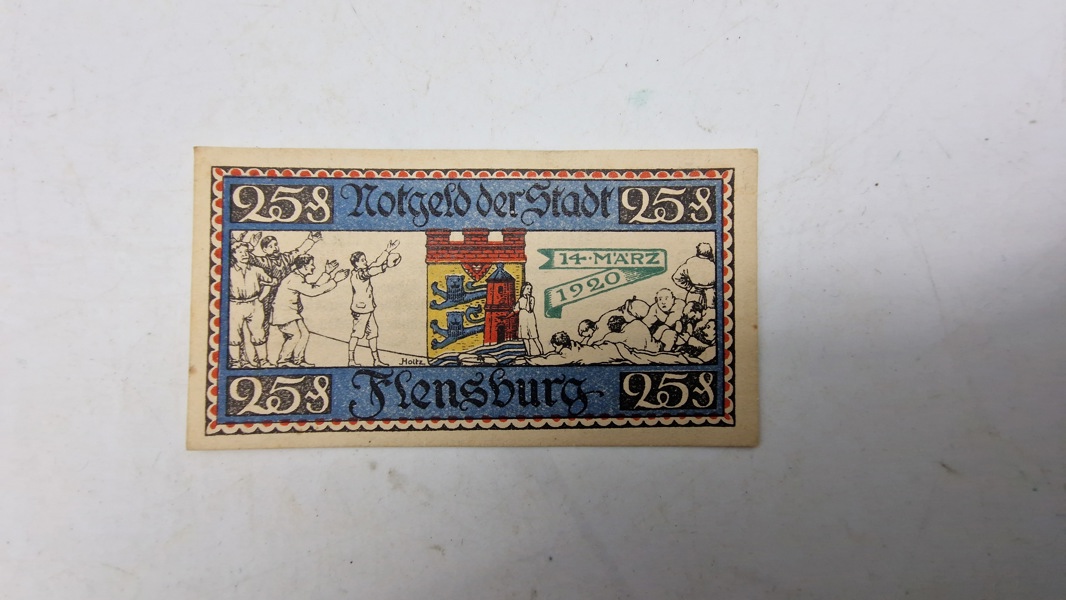 25₰ Notgeld der Stadt 25₰
14·MÄRZ
1920
Holtz.
25₰ Flensburg 25₰